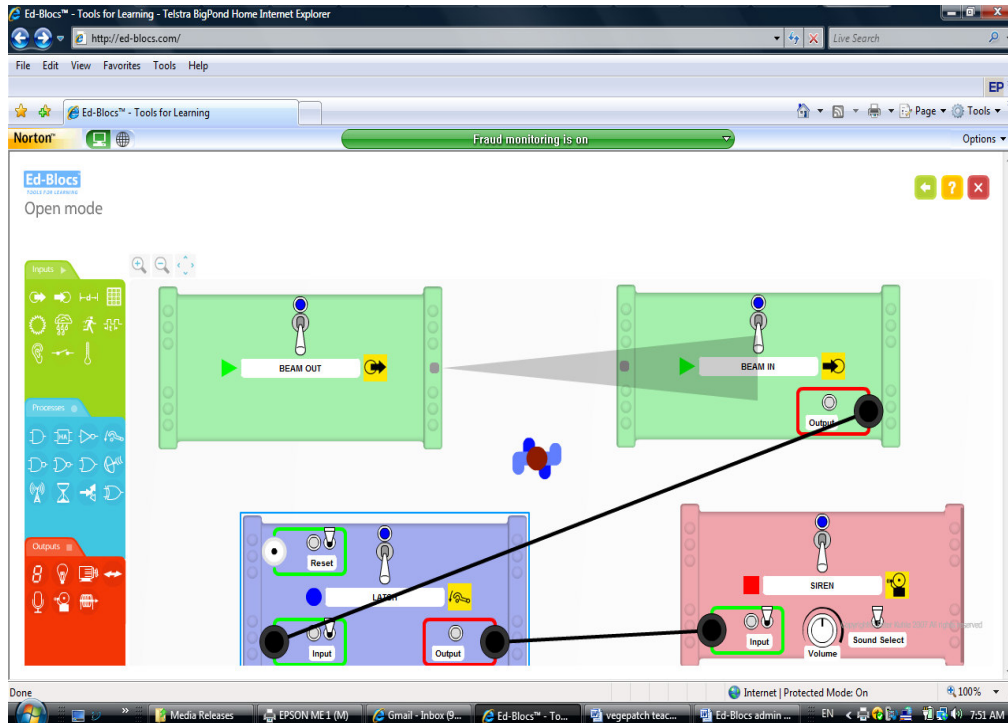 Ed-Blocs™ - Tools for Learning - Telstra BigPond Home Internet Explorer
http://ed-blocs.com/
Live Search
File Edit View Favorites Tools Help
EP
Ed-Blocs™ - Tools for Learning
Page Tools
Norton™
Fraud monitoring is on
Options
Ed-Blocs
TOOLS FOR LEARNING
Open mode
Inputs
BEAM OUT
BEAM IN
Output
Processes
Outputs
Reset
LATCH
SIREN
Input
Output
Input
Volume
Sound Select
Done
Internet | Protected Mode: On
100%
Media Releases
EPSON ME 1 (M)
Gmail - Inbox (9...
Ed-Blocs™ - To...
vegepatch teac...
Ed-Blocs admin ...
EN
7:51 AM